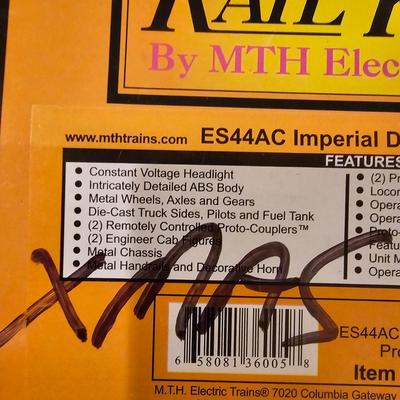 RAIL
By MTH Elec
www.mthtrains.com ES44AC Imperial D
FEATURES
• Constant Voltage Headlight
• Intricately Detailed ABS Body
• Metal Wheels, Axles and Gears
• Die-Cast Truck Sides, Pilots and Fuel Tank
• (2) Remotely Controlled Proto-Couplers™
• (2) Engineer Cab Figures
• Metal Chassis
• Metal Handrails and Decorative Horn
• (2) Pr
Locor
• Opera
• Opera
• Proto-
Featu
• Unit M
• Opera
XMAS
6 58081 36005 8
ES44AC
Pro
Item
M.T.H. Electric Trains® 7020 Columbia Gateway